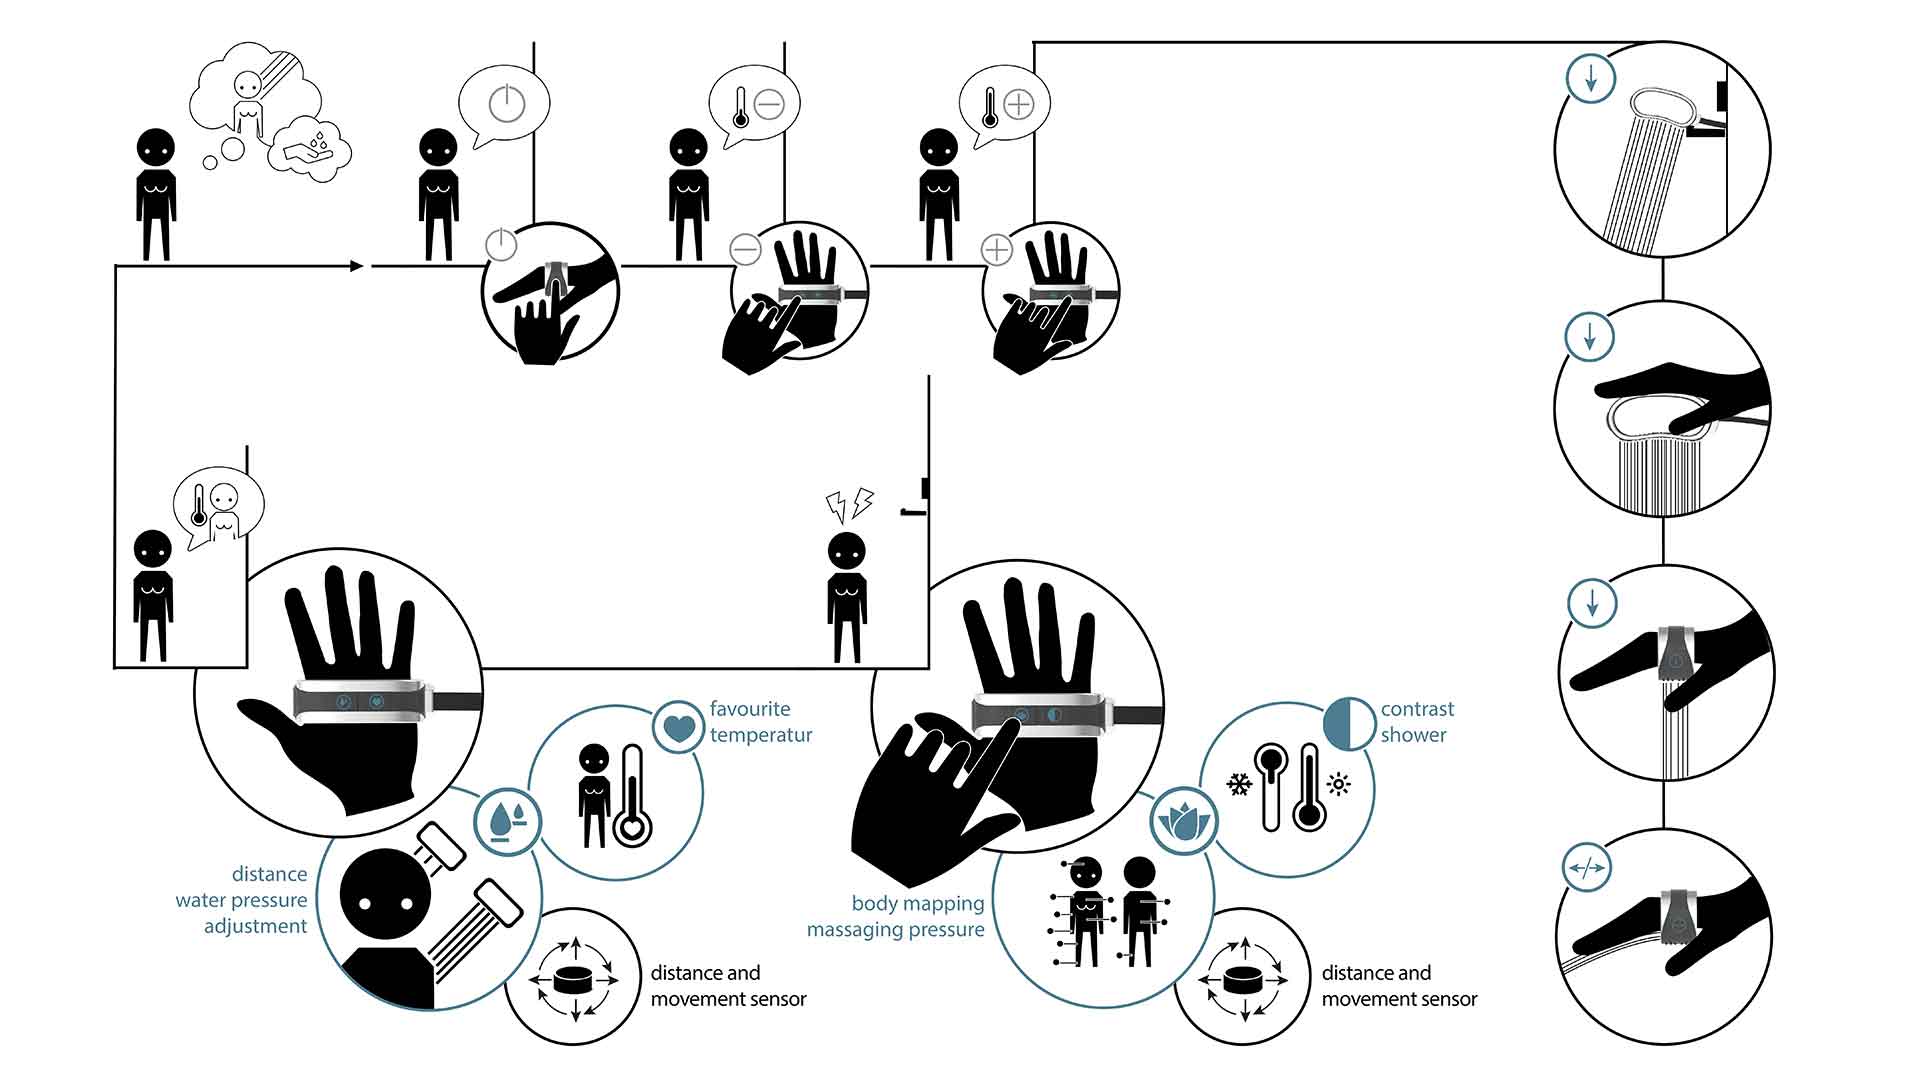 favourite
temperatur
contrast
shower
distance
water pressure
adjustment
body mapping
massaging pressure
distance and
movement sensor
distance and
movement sensor